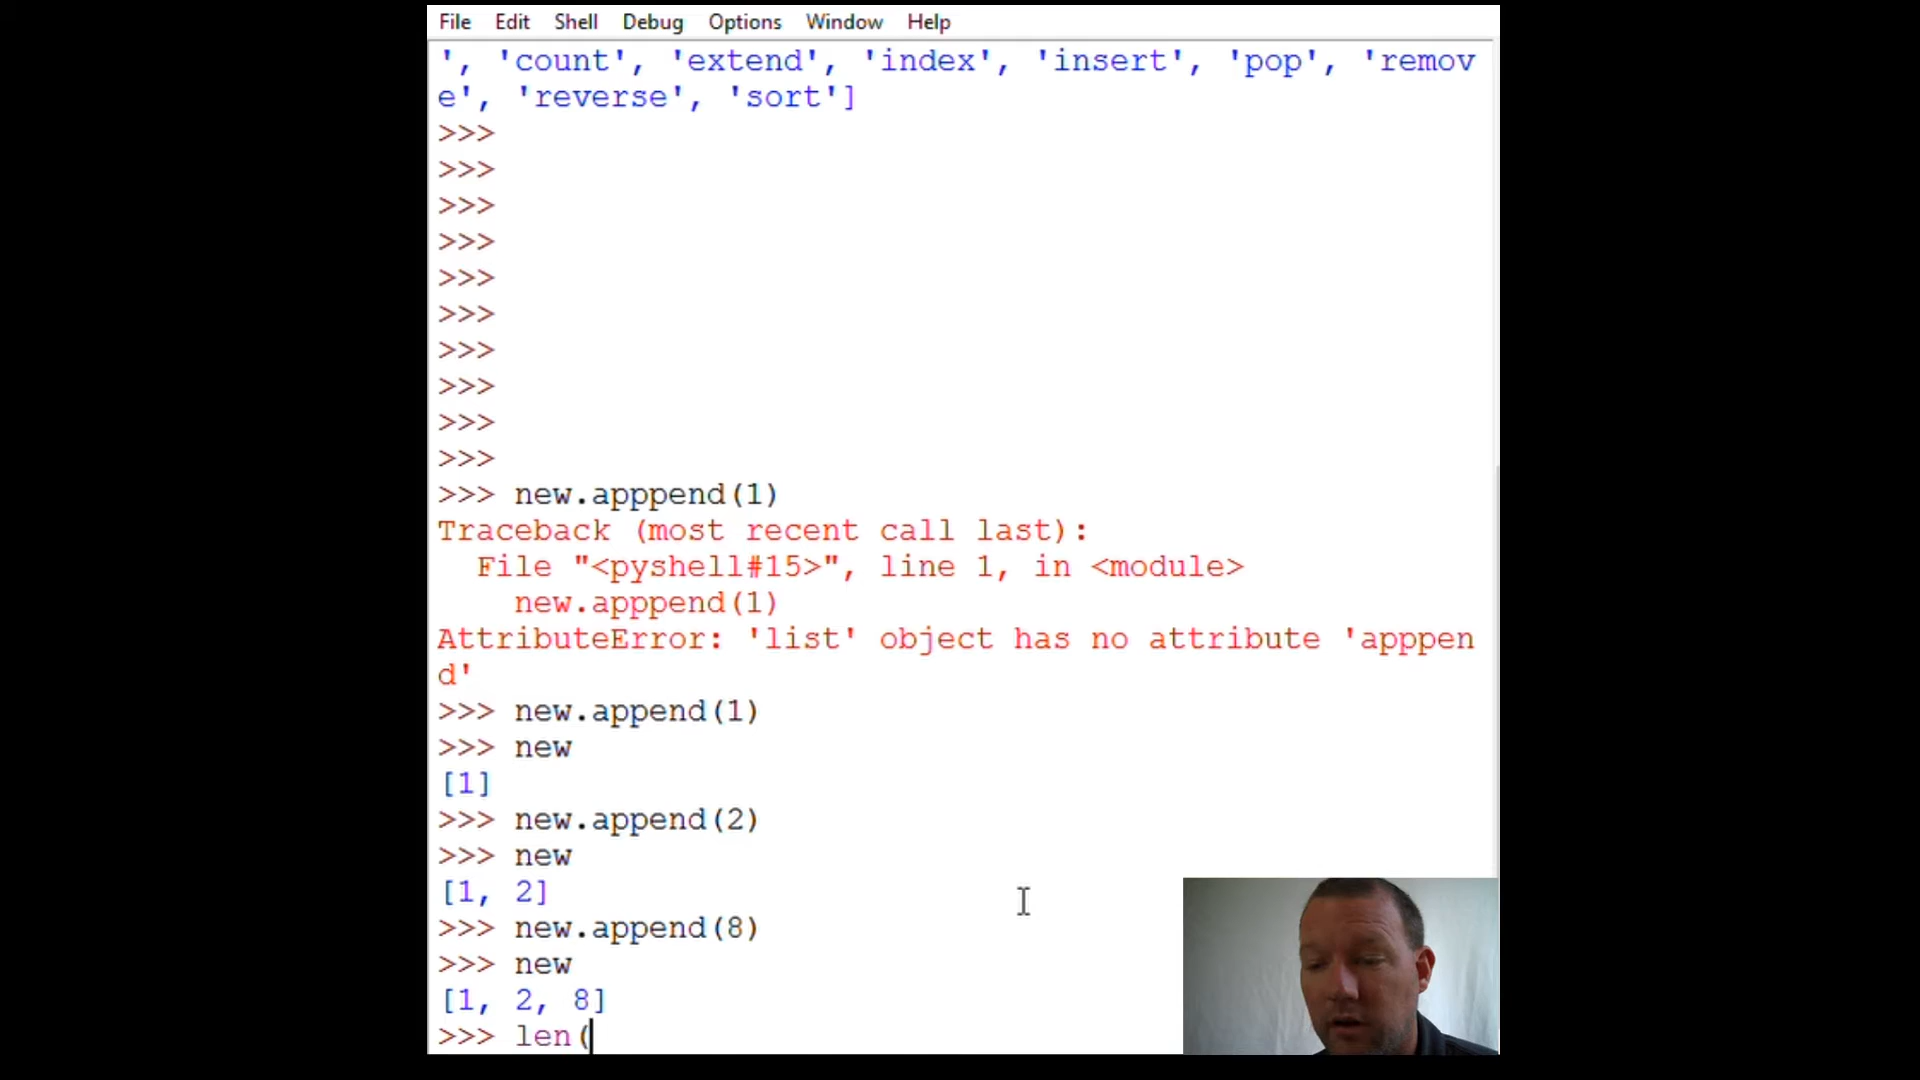 File Edit Shell Debug Options Window Help
', 'count', 'extend', 'index', 'insert', 'pop', 'remov
e', 'reverse', 'sort']
>>>
>>>
>>>
>>>
>>>
>>>
>>>
>>>
>>>
>>>
>>> new.apppend(1)
Traceback (most recent call last):
  File "<pyshell#15>", line 1, in <module>
    new.apppend(1)
AttributeError: 'list' object has no attribute 'apppen
d'
>>> new.append(1)
>>> new
[1]
>>> new.append(2)
>>> new
[1, 2]
>>> new.append(8)
>>> new
[1, 2, 8]
>>> len(